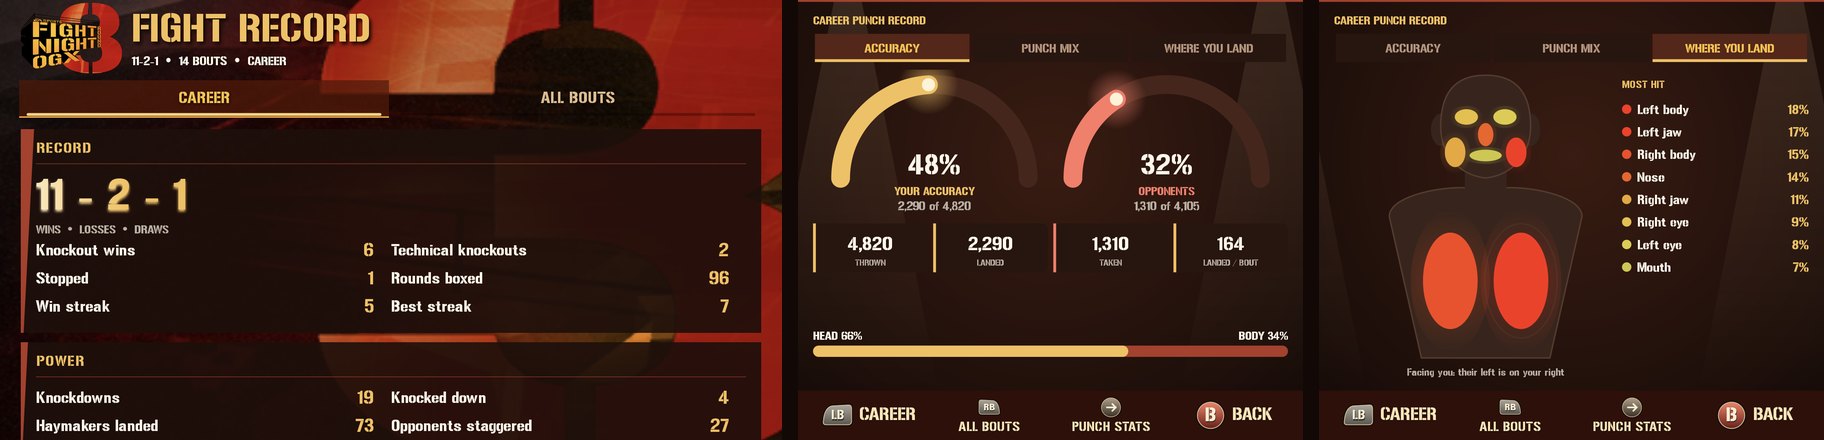 FIGHT NIGHT OGX 3
FIGHT RECORD
11-2-1 • 14 BOUTS • CAREER
CAREER
ALL BOUTS
RECORD
11 - 2 - 1
WINS • LOSSES • DRAWS
Knockout wins 6 Technical knockouts 2
Stopped 1 Rounds boxed 96
Win streak 5 Best streak 7
POWER
Knockdowns 19 Knocked down 4
Haymakers landed 73 Opponents staggered 27
CAREER PUNCH RECORD
ACCURACY PUNCH MIX WHERE YOU LAND
48%
YOUR ACCURACY
2,290 of 4,820
32%
OPPONENTS
1,310 of 4,105
4,820
THROWN
2,290
LANDED
1,310
TAKEN
164
LANDED / BOUT
HEAD 66% BODY 34%
LB CAREER
RB ALL BOUTS
PUNCH STATS
B BACK
CAREER PUNCH RECORD
ACCURACY PUNCH MIX WHERE YOU LAND
MOST HIT
Left body 18%
Left jaw 17%
Right body 15%
Nose 14%
Right jaw 11%
Right eye 9%
Left eye 8%
Mouth 7%
Facing you: their left is on your right
LB CAREER
RB ALL BOUTS
PUNCH STATS
B BACK